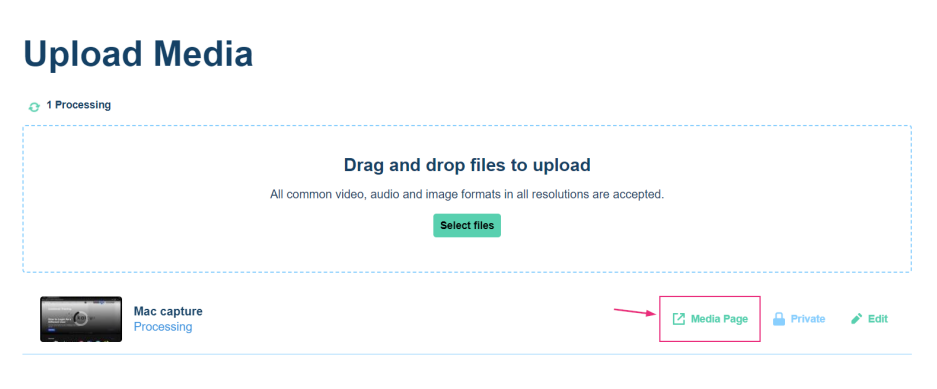 Upload Media
1 Processing
Drag and drop files to upload
All common video, audio and image formats in all resolutions are accepted.
Select files
Mac capture
Processing
Media Page
Private
Edit